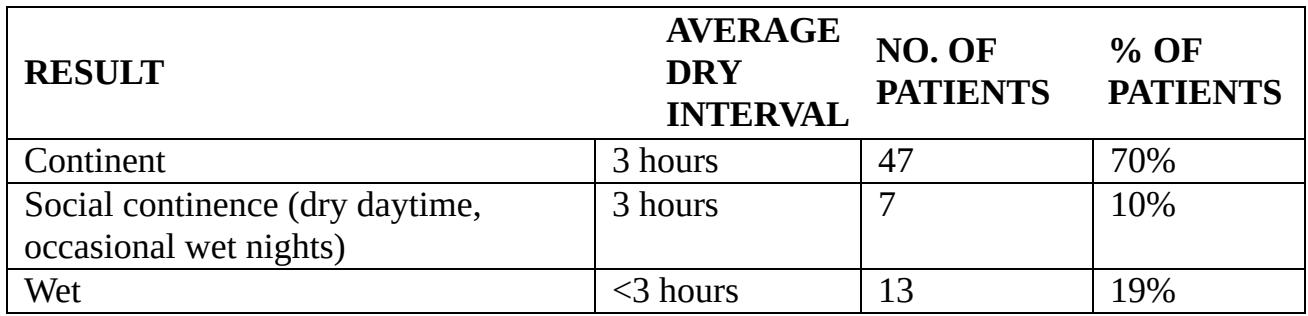 RESULT
AVERAGE
DRY
INTERVAL
NO. OF
PATIENTS
% OF
PATIENTS
Continent 3 hours 47 70%
Social continence (dry daytime, 3 hours 7 10%
occasional wet nights)
Wet <3 hours 13 19%